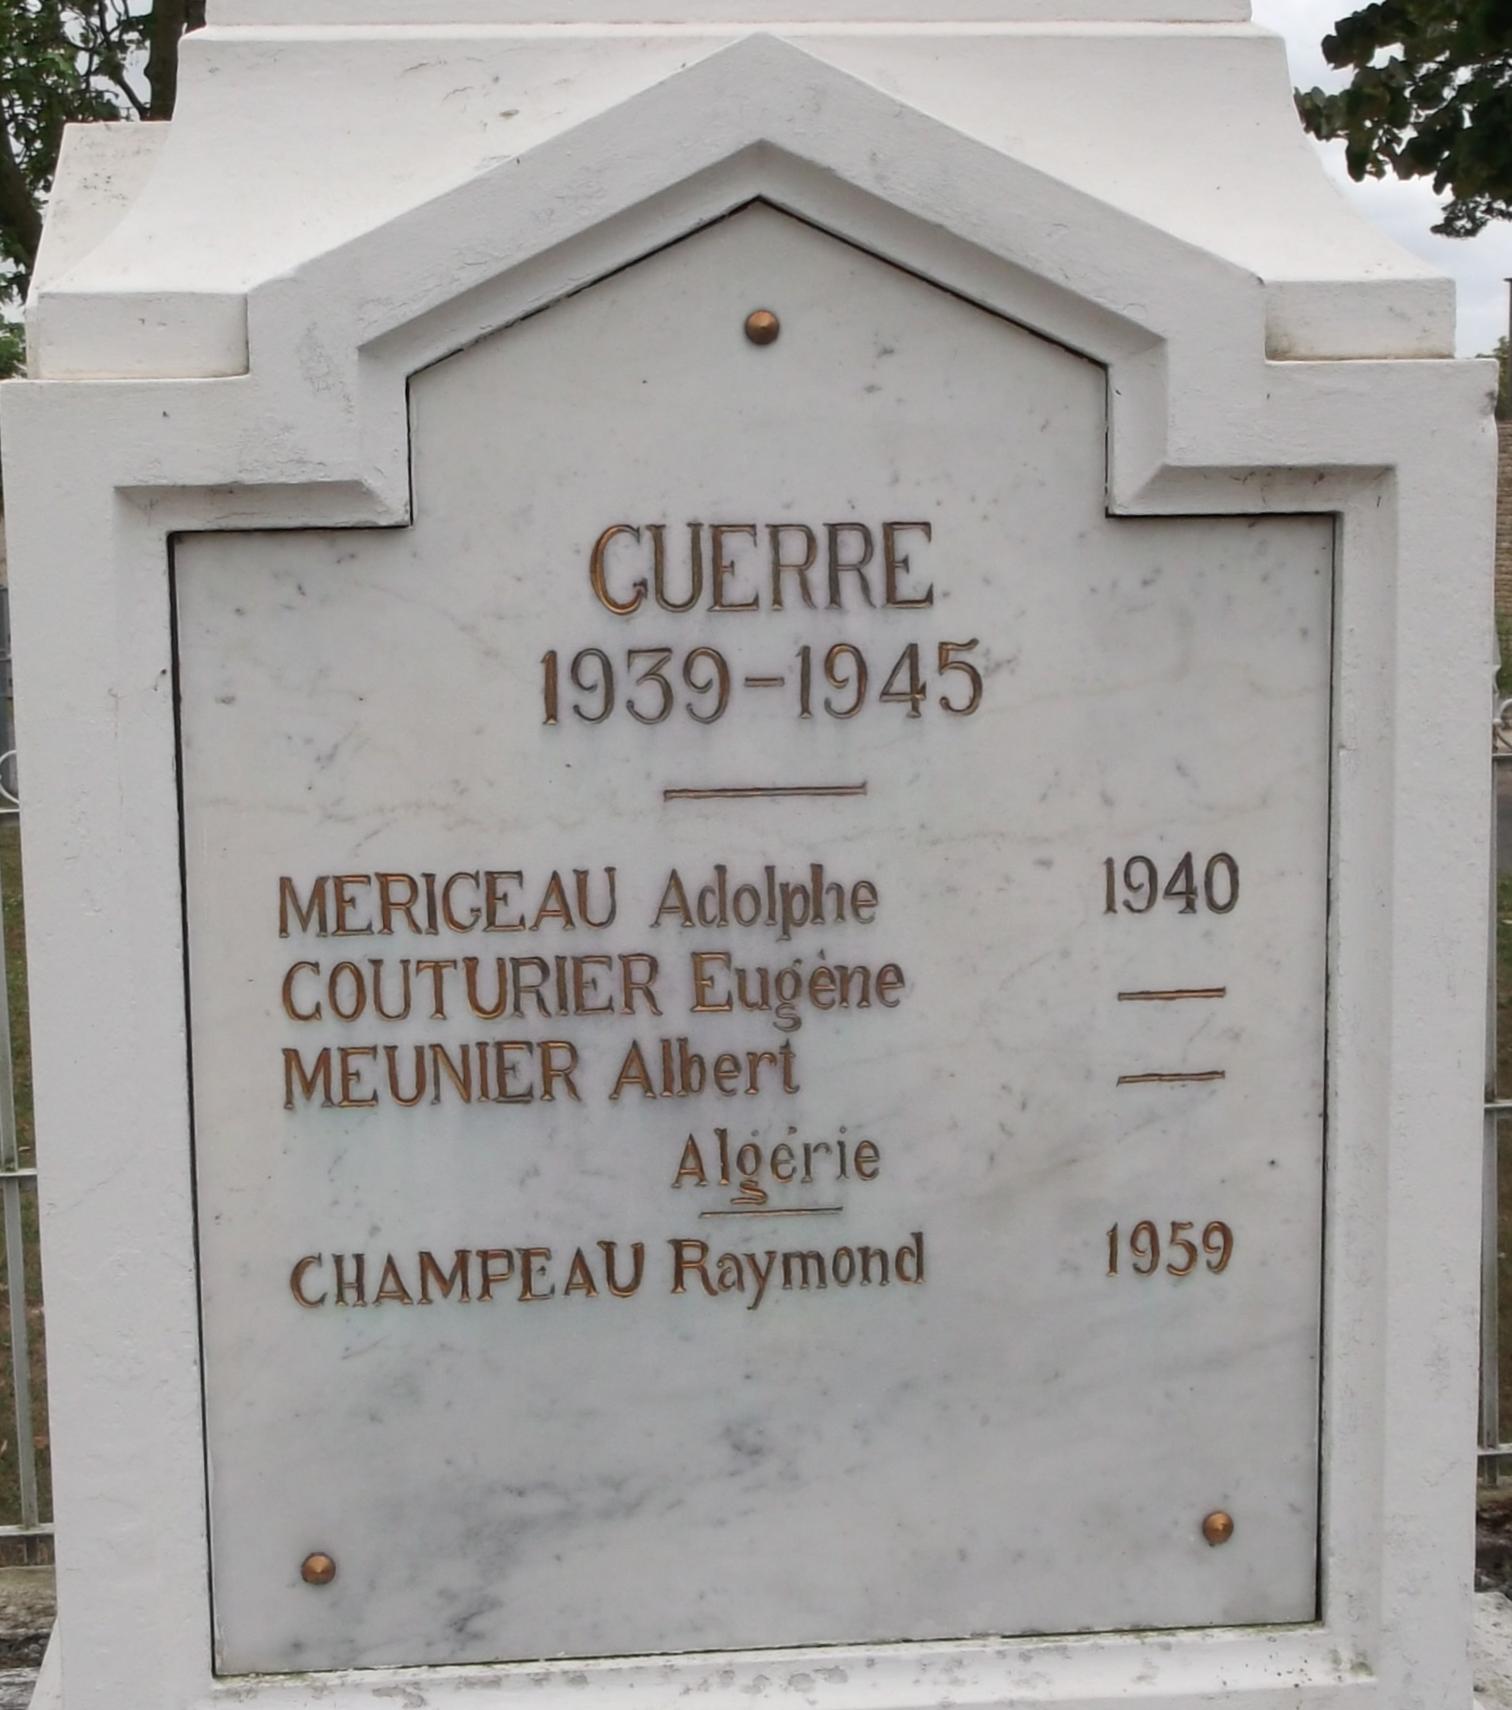 GUERRE
1939-1945
MERIGEAU Adolphe 1940
COUTURIER Eugène —
MEUNIER Albert —
Algérie
CHAMPEAU Raymond 1959